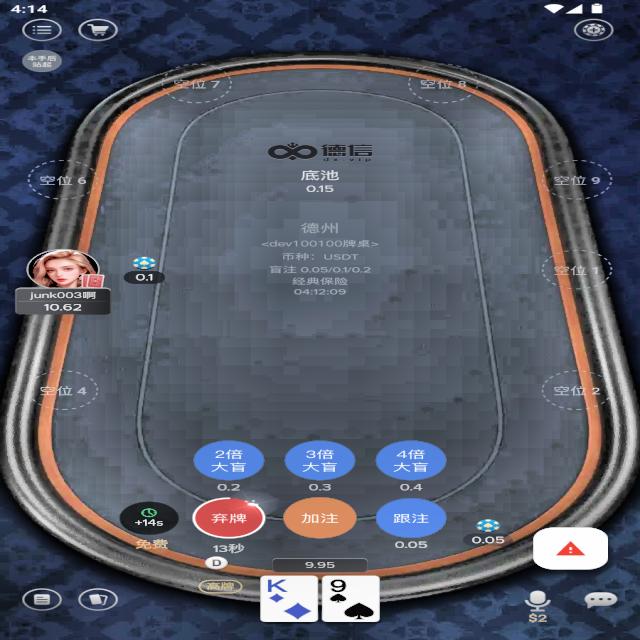 4:14
本手后
站起
空位 7
空位 8
德信
dx.vip
底池
0.15
空位 6
空位 9
德州
<dev100100牌桌>
币种： USDT
盲注 0.05/0.1/0.2
经典保险
04:12:09
0.1
空位 1
junk003啊
10.62
空位 4
空位 2
2倍
大盲
3倍
大盲
4倍
大盲
0.2
0.3
0.4
+14s
弃牌
加注
跟注
免费
13秒
0.05
0.05
D
9.95
高牌
K
9
$2